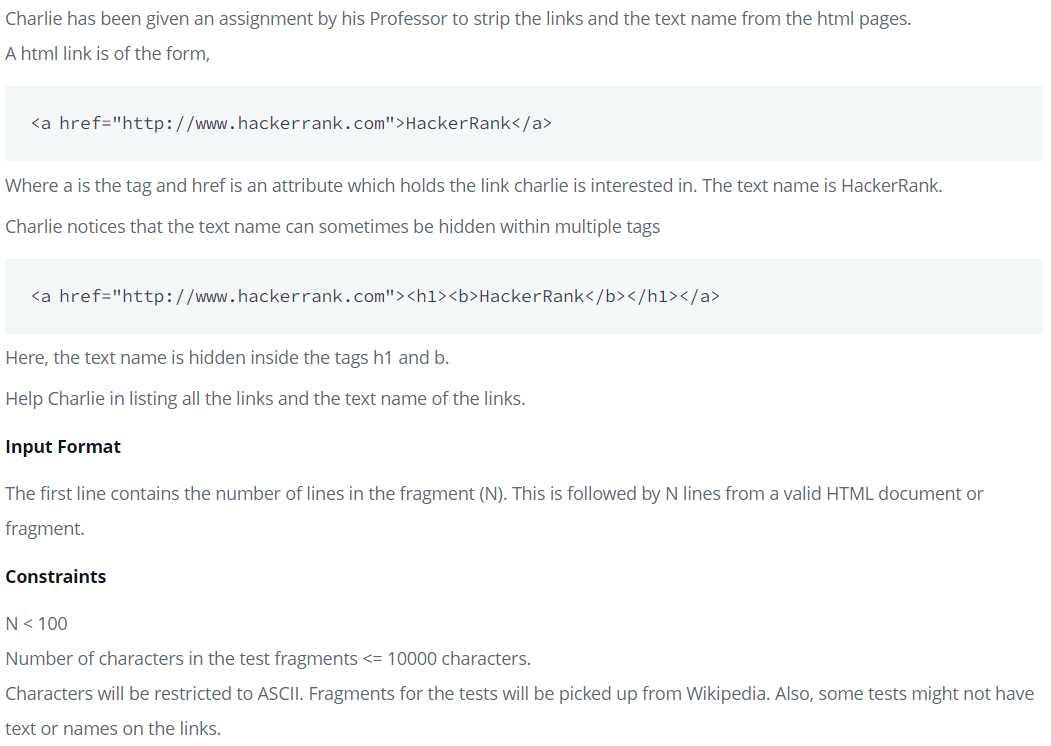 Charlie has been given an assignment by his Professor to strip the links and the text name from the html pages.
A html link is of the form,
<a href="http://www.hackerrank.com">HackerRank</a>
Where a is the tag and href is an attribute which holds the link charlie is interested in. The text name is HackerRank.
Charlie notices that the text name can sometimes be hidden within multiple tags
<a href="http://www.hackerrank.com"><h1><b>HackerRank</b></h1></a>
Here, the text name is hidden inside the tags h1 and b.
Help Charlie in listing all the links and the text name of the links.
Input Format
The first line contains the number of lines in the fragment (N). This is followed by N lines from a valid HTML document or
fragment.
Constraints
N < 100
Number of characters in the test fragments <= 10000 characters.
Characters will be restricted to ASCII. Fragments for the tests will be picked up from Wikipedia. Also, some tests might not have
text or names on the links.